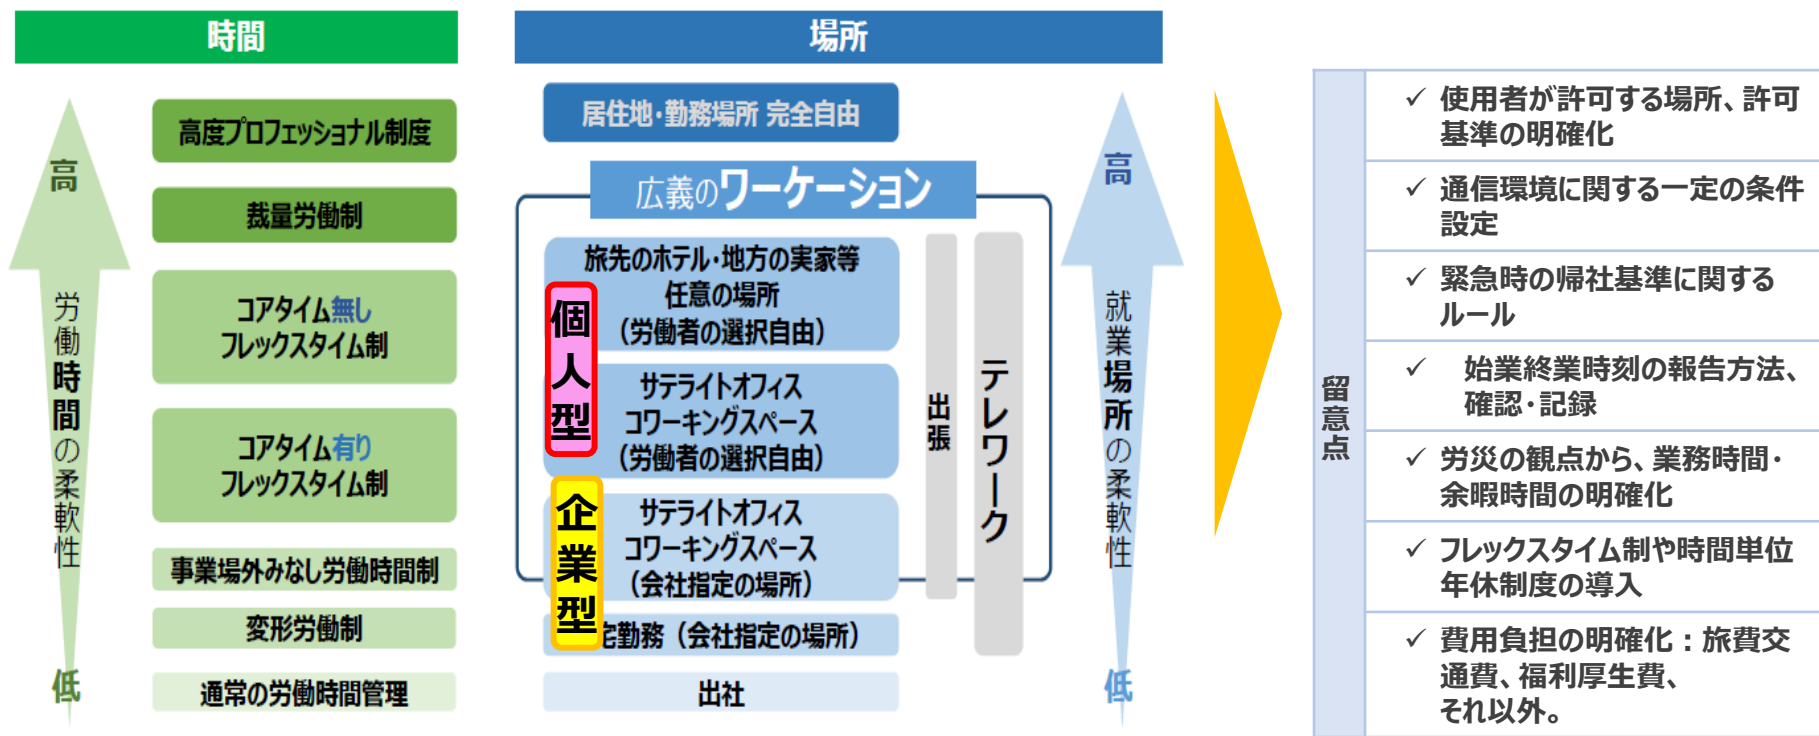 時間
高
労働時間の柔軟性
低
高度プロフェッショナル制度
裁量労働制
コアタイム無し
フレックスタイム制
コアタイム有り
フレックスタイム制
事業場外みなし労働時間制
変形労働制
通常の労働時間管理
場所
居住地・勤務場所 完全自由
広義のワーケーション
旅先のホテル・地方の実家等
任意の場所
（労働者の選択自由）
サテライトオフィス
コワーキングスペース
（労働者の選択自由）
サテライトオフィス
コワーキングスペース
（会社指定の場所）
宅勤務（会社指定の場所）
出社
個人型
企業型
出張
テレワーク
高
就業場所の柔軟性
低
留意点
✓ 使用者が許可する場所、許可
基準の明確化
✓ 通信環境に関する一定の条件
設定
✓ 緊急時の帰社基準に関する
ルール
✓ 始業終業時刻の報告方法、
確認・記録
✓ 労災の観点から、業務時間・
余暇時間の明確化
✓ フレックスタイム制や時間単位
年休制度の導入
✓ 費用負担の明確化：旅費交
通費、福利厚生費、
それ以外。